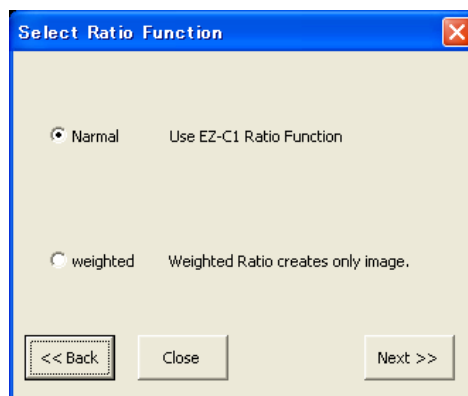 Select Ratio Function
Narmal Use EZ-C1 Ratio Function
weighted Weighted Ratio creates only image.
<< Back Close Next >>